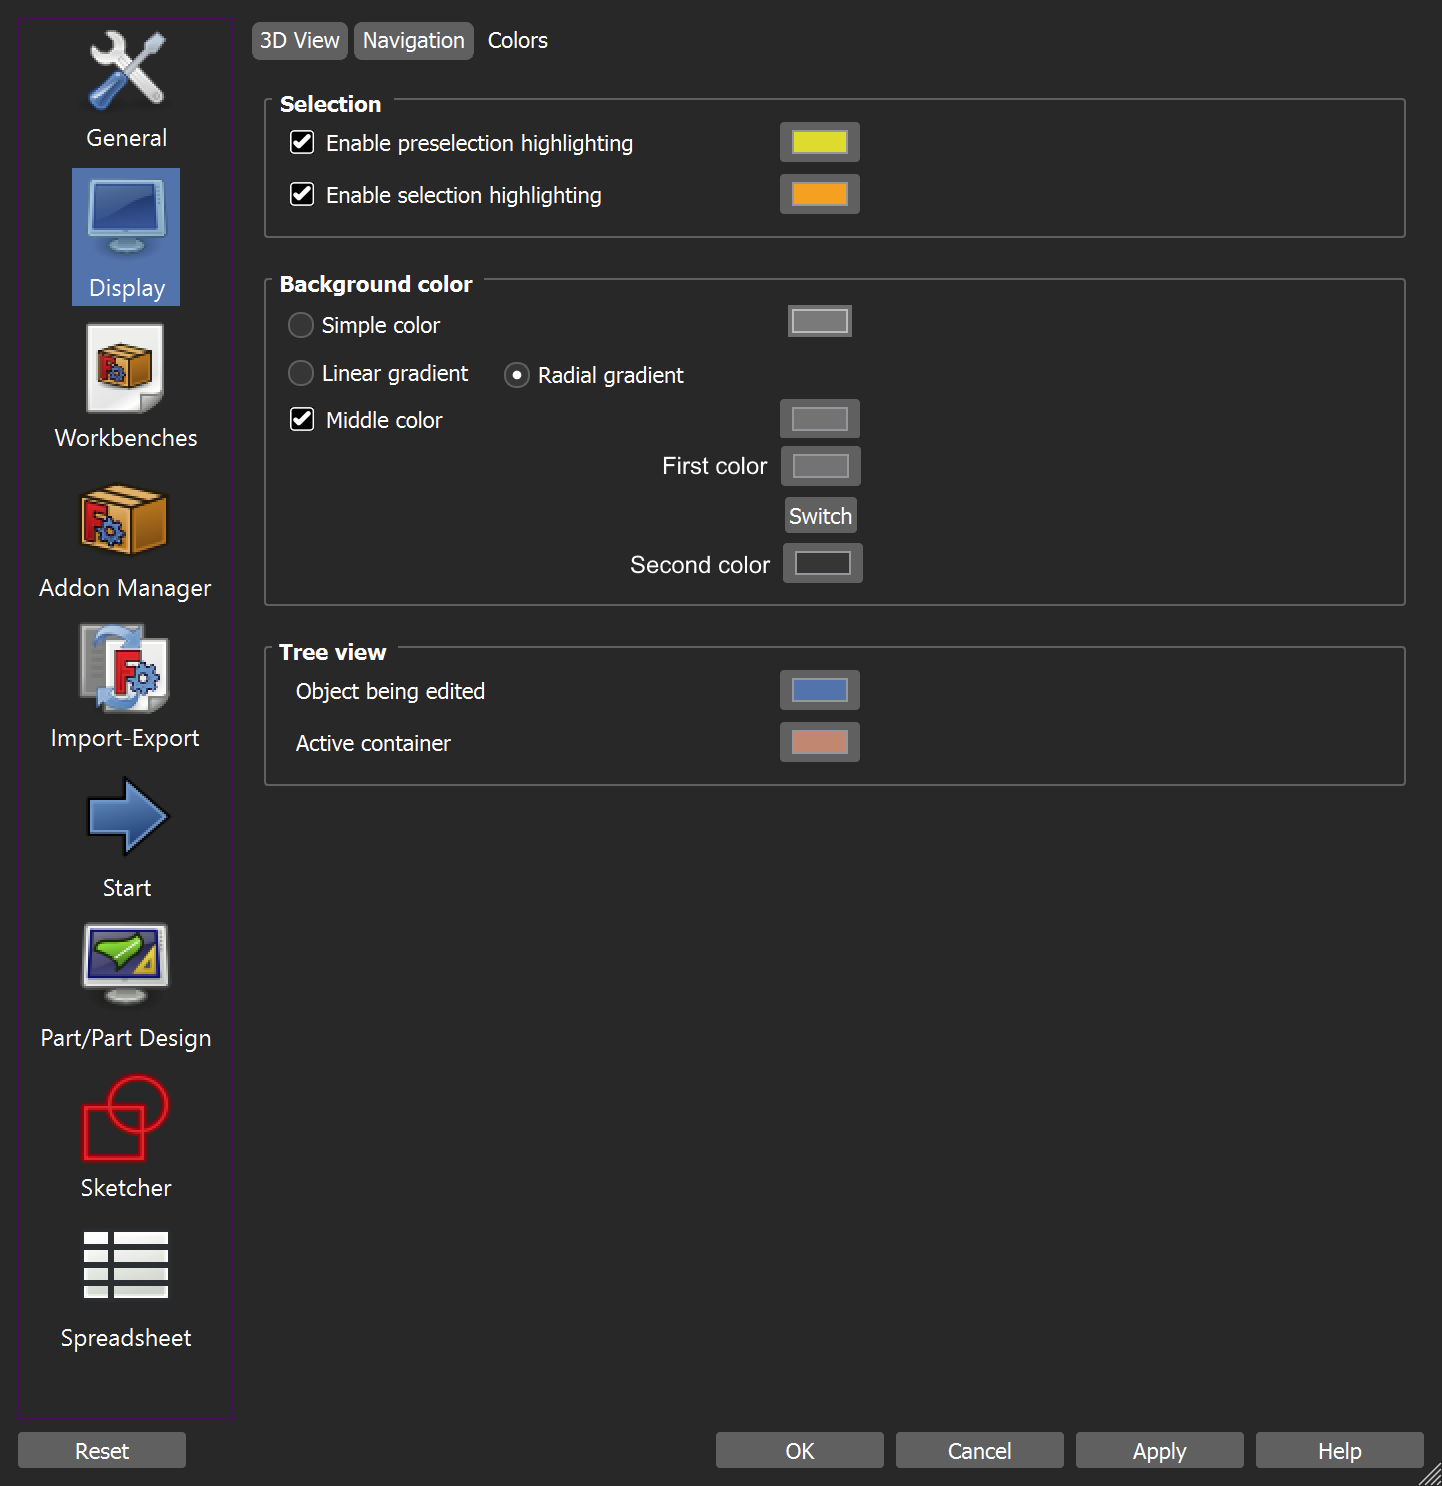 3D View Navigation Colors
General
Display
Workbenches
Addon Manager
Import-Export
Start
Part/Part Design
Sketcher
Spreadsheet
Selection
Enable preselection highlighting
Enable selection highlighting
Background color
Simple color
Linear gradient Radial gradient
Middle color
First color
Switch
Second color
Tree view
Object being edited
Active container
Reset OK Cancel Apply Help